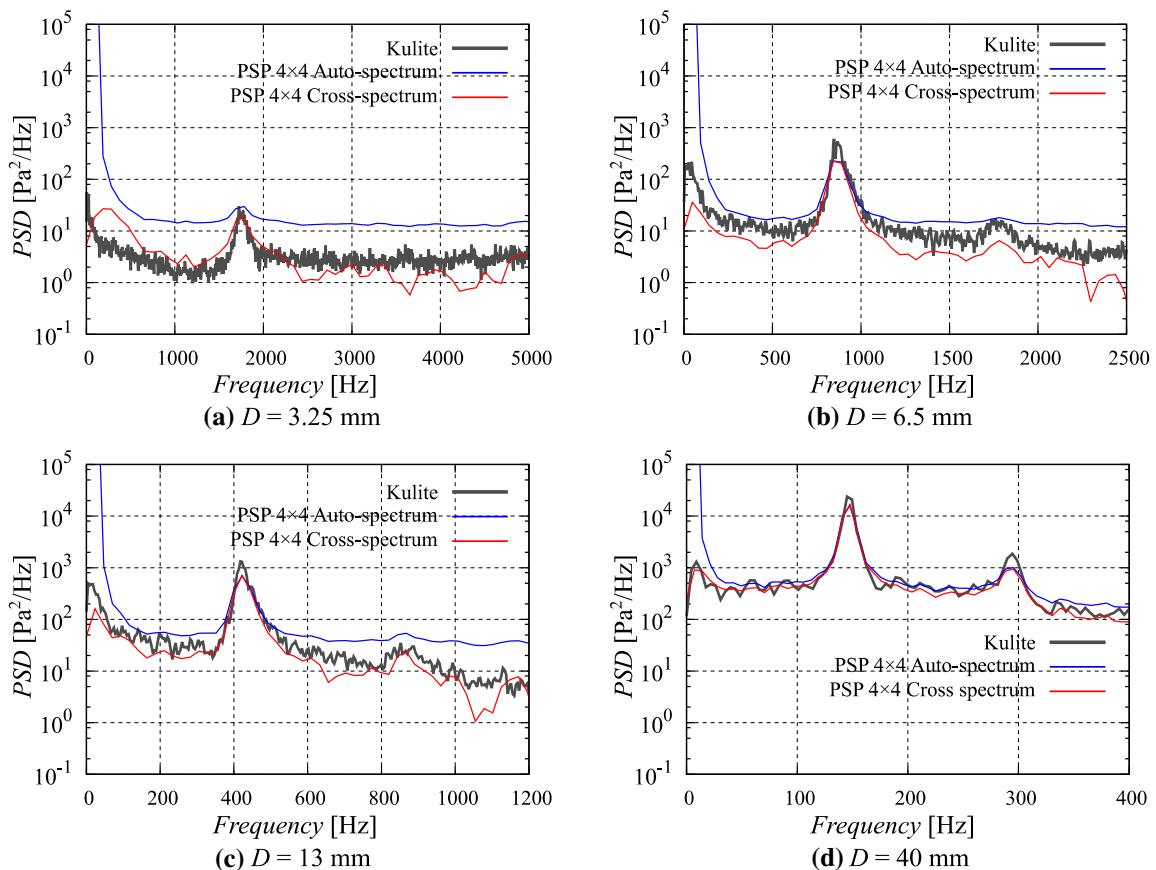 10^5
10^4
10^3
10^2
10^1
10^0
10^-1
PSD [Pa^2/Hz]
Kulite
PSP 4×4 Auto-spectrum
PSP 4×4 Cross-spectrum
0 1000 2000 3000 4000 5000
Frequency [Hz]
(a) D = 3.25 mm
10^5
10^4
10^3
10^2
10^1
10^0
10^-1
PSD [Pa^2/Hz]
Kulite
PSP 4×4 Auto-spectrum
PSP 4×4 Cross-spectrum
0 500 1000 1500 2000 2500
Frequency [Hz]
(b) D = 6.5 mm
10^5
10^4
10^3
10^2
10^1
10^0
10^-1
PSD [Pa^2/Hz]
Kulite
PSP 4×4 Auto-spectrum
PSP 4×4 Cross-spectrum
0 200 400 600 800 1000 1200
Frequency [Hz]
(c) D = 13 mm
10^5
10^4
10^3
10^2
10^1
10^0
10^-1
PSD [Pa^2/Hz]
Kulite
PSP 4×4 Auto-spectrum
PSP 4×4 Cross spectrum
0 100 200 300 400
Frequency [Hz]
(d) D = 40 mm